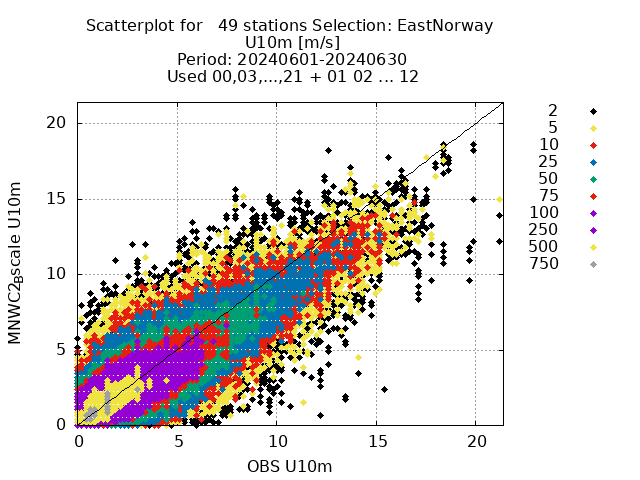 Scatterplot for 49 stations Selection: EastNorway
U10m [m/s]
Period: 20240601-20240630
Used 00,03,...,21 + 01 02 ... 12
20
15
10
5
0
MNWC2pscale U10m
0 5 10 15 20
OBS U10m
2
5
10
25
50
75
100
250
500
750